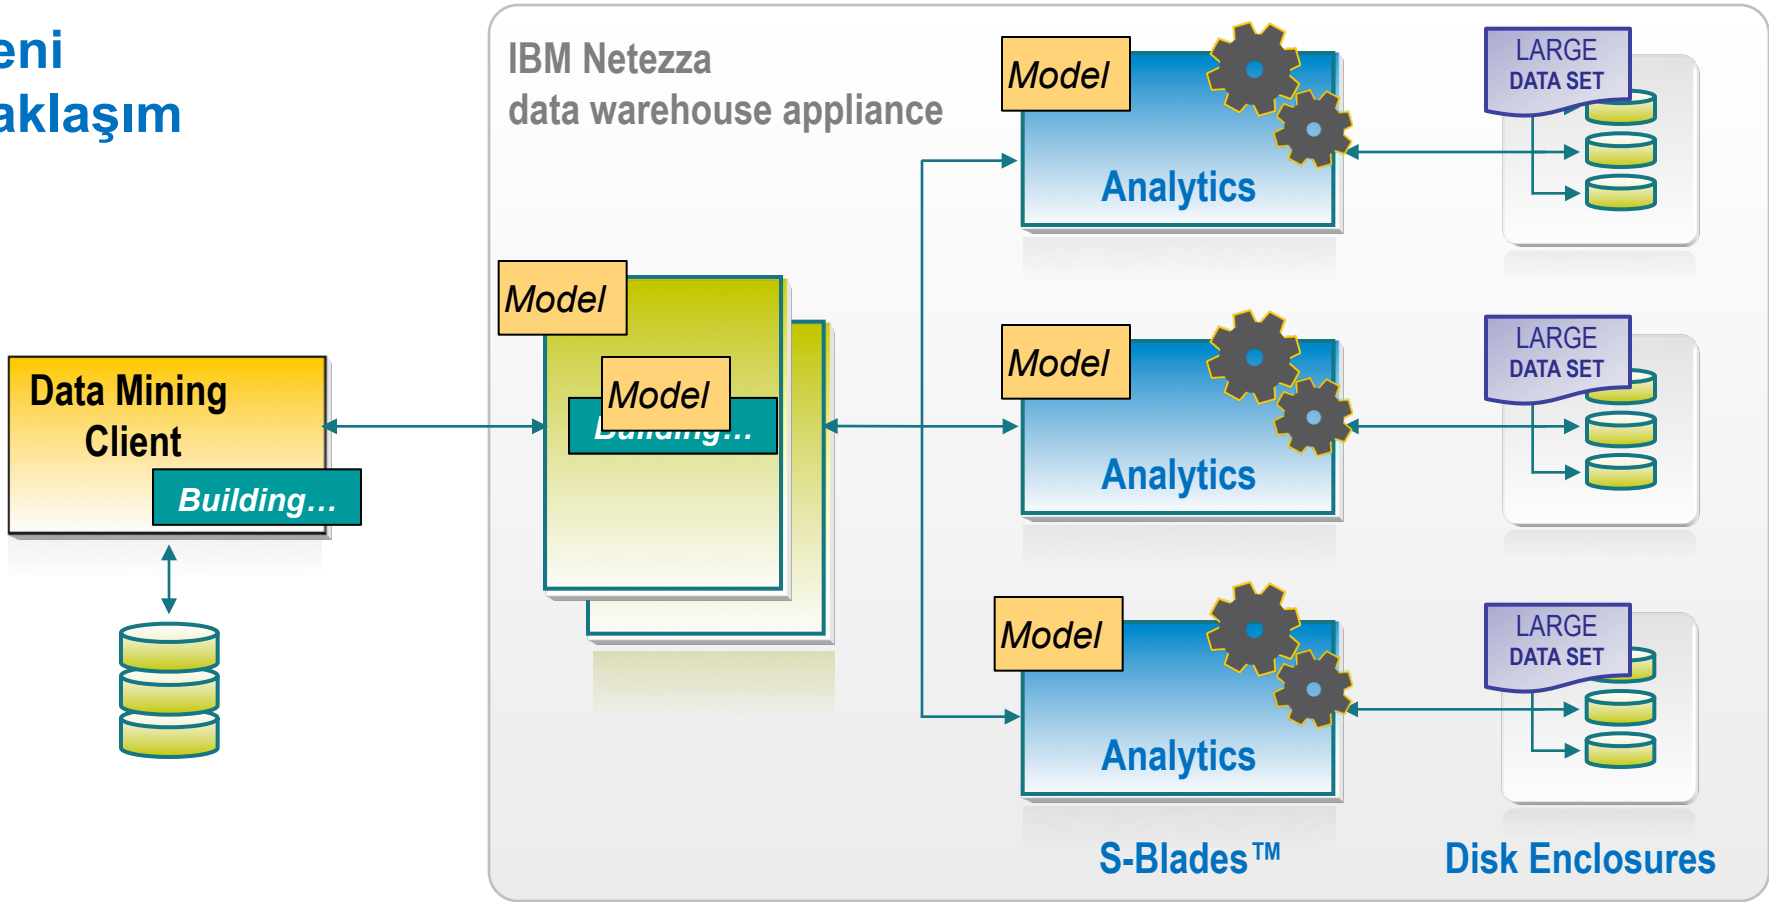 eni
aklaşım
IBM Netezza
data warehouse appliance
Model
Analytics
LARGE
DATA SET
Model
Model
Building...
Data Mining
Client
Building...
Model
Analytics
LARGE
DATA SET
Model
Analytics
LARGE
DATA SET
S-Blades™
Disk Enclosures